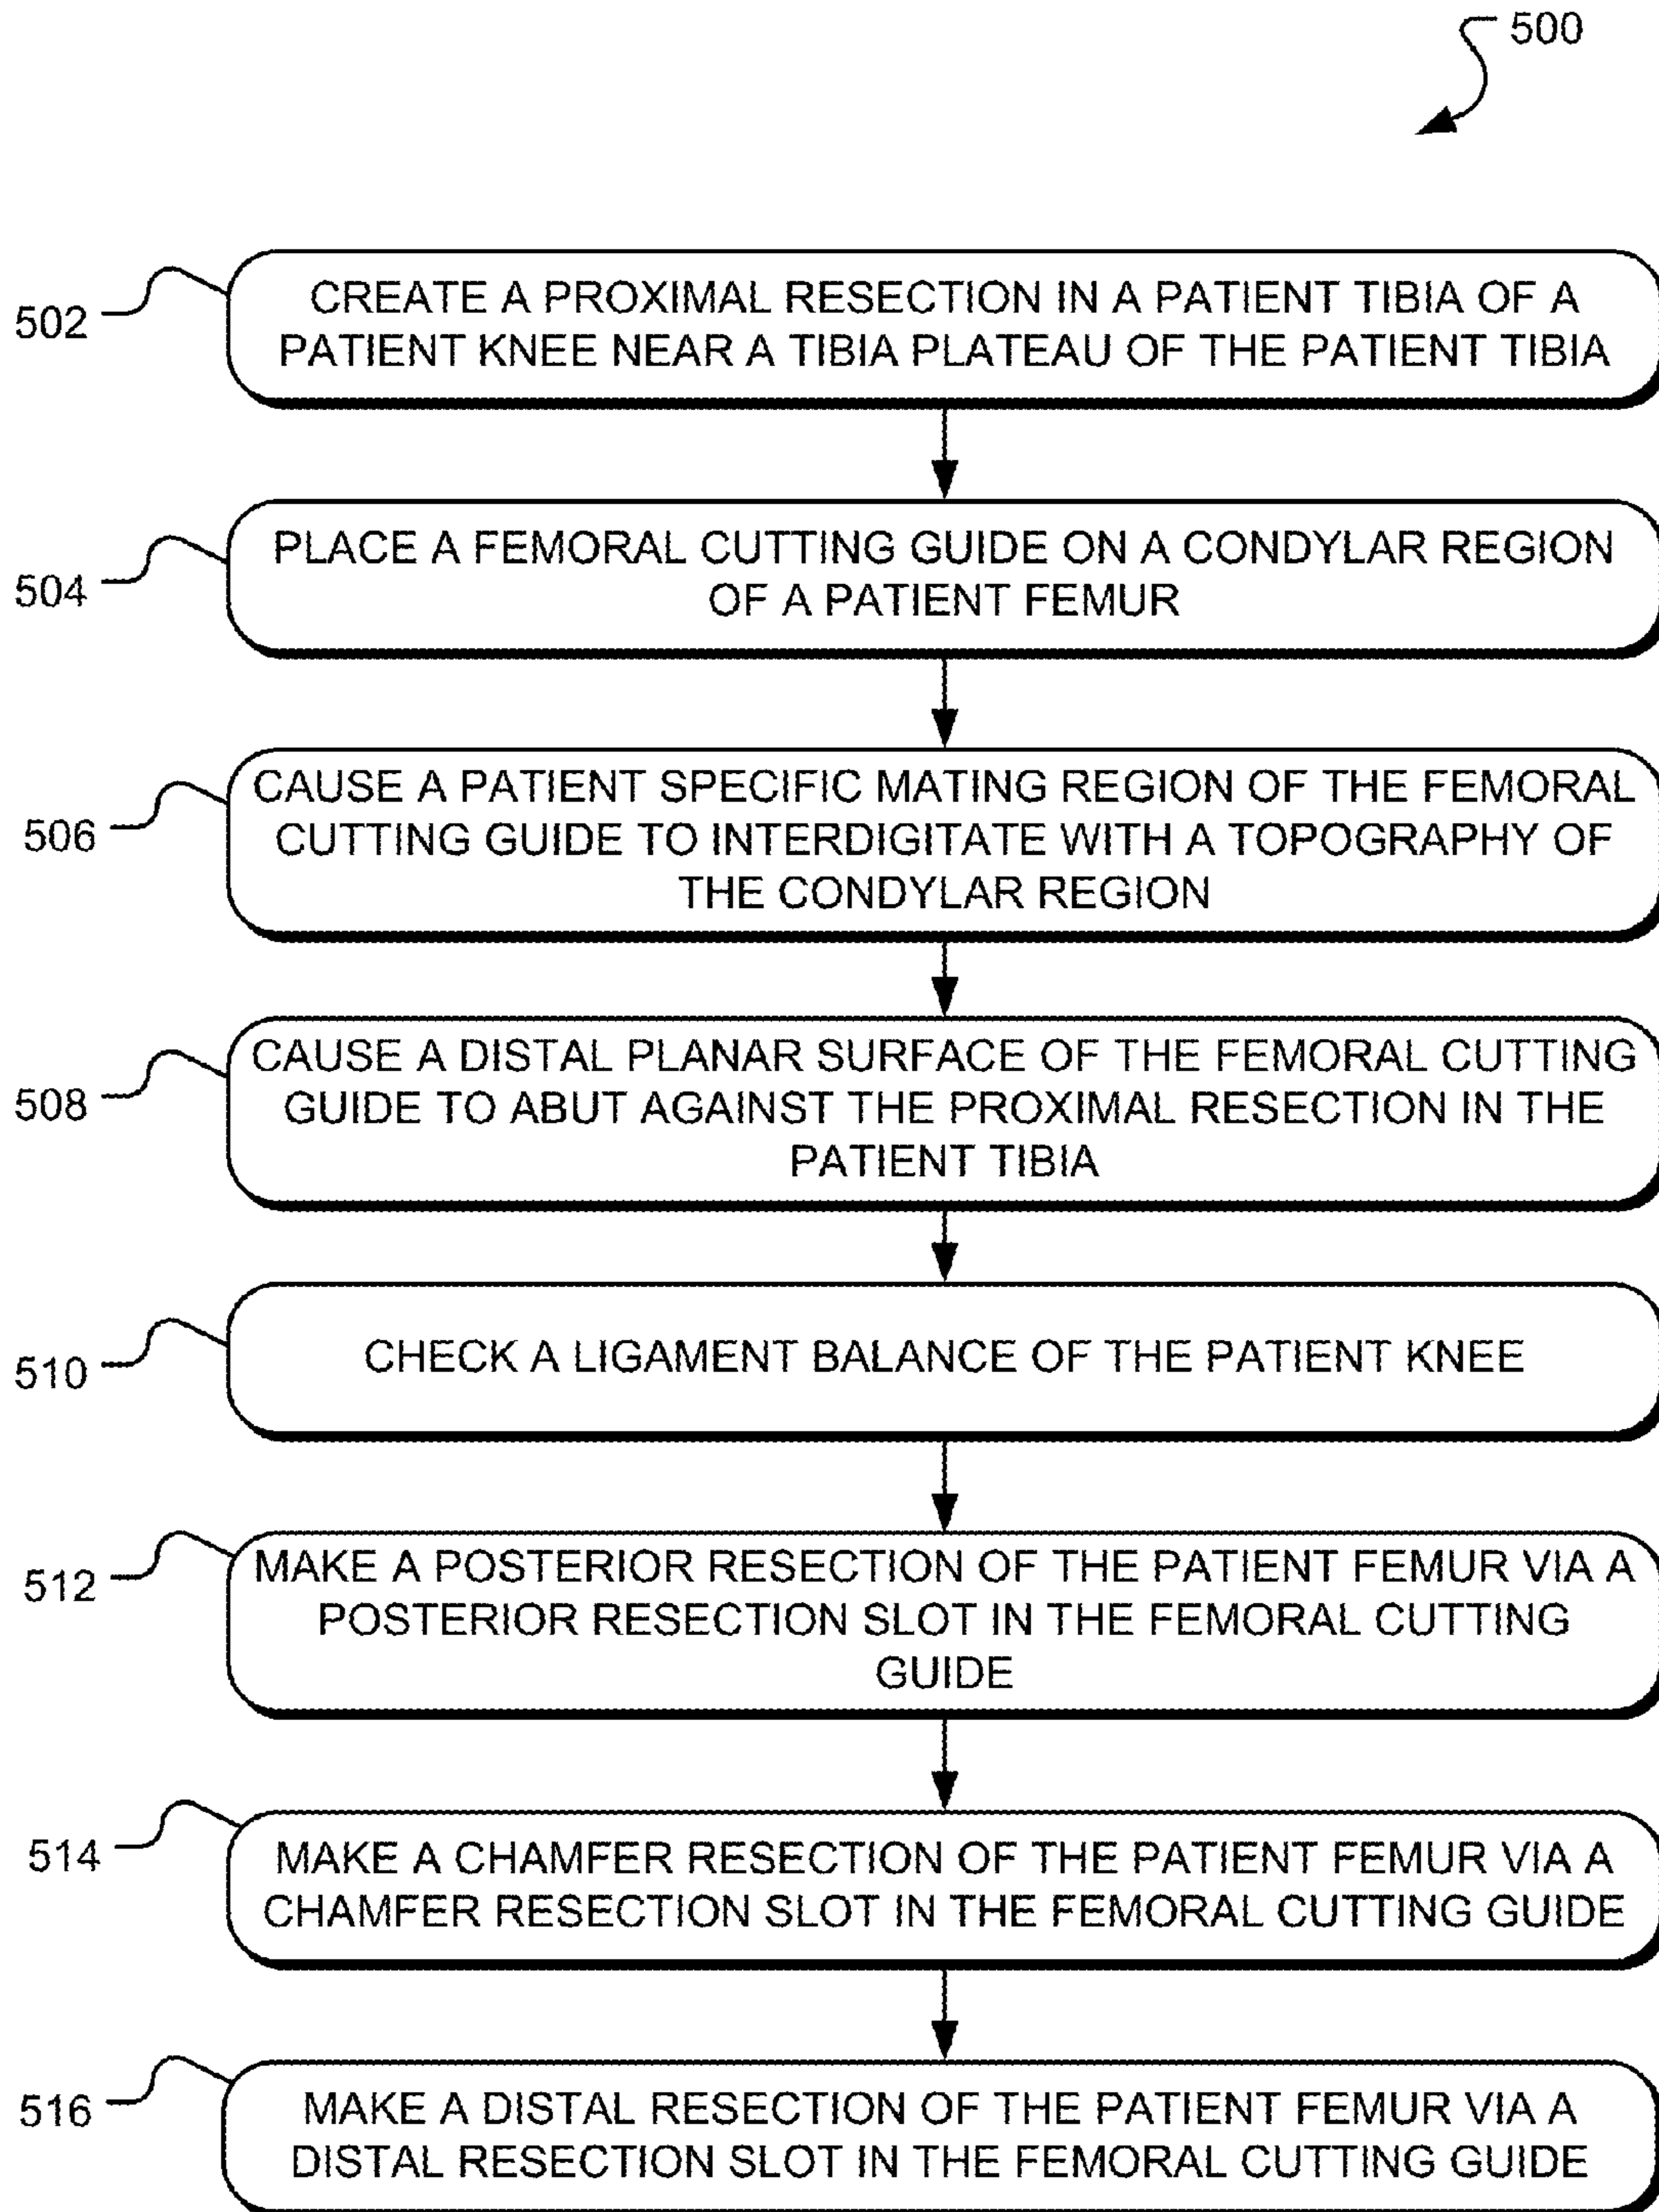 500
502
CREATE A PROXIMAL RESECTION IN A PATIENT TIBIA OF A
PATIENT KNEE NEAR A TIBIA PLATEAU OF THE PATIENT TIBIA
504
PLACE A FEMORAL CUTTING GUIDE ON A CONDYLAR REGION
OF A PATIENT FEMUR
506
CAUSE A PATIENT SPECIFIC MATING REGION OF THE FEMORAL
CUTTING GUIDE TO INTERDIGITATE WITH A TOPOGRAPHY OF
THE CONDYLAR REGION
508
CAUSE A DISTAL PLANAR SURFACE OF THE FEMORAL CUTTING
GUIDE TO ABUT AGAINST THE PROXIMAL RESECTION IN THE
PATIENT TIBIA
510
CHECK A LIGAMENT BALANCE OF THE PATIENT KNEE
512
MAKE A POSTERIOR RESECTION OF THE PATIENT FEMUR VIA A
POSTERIOR RESECTION SLOT IN THE FEMORAL CUTTING
GUIDE
514
MAKE A CHAMFER RESECTION OF THE PATIENT FEMUR VIA A
CHAMFER RESECTION SLOT IN THE FEMORAL CUTTING GUIDE
516
MAKE A DISTAL RESECTION OF THE PATIENT FEMUR VIA A
DISTAL RESECTION SLOT IN THE FEMORAL CUTTING GUIDE